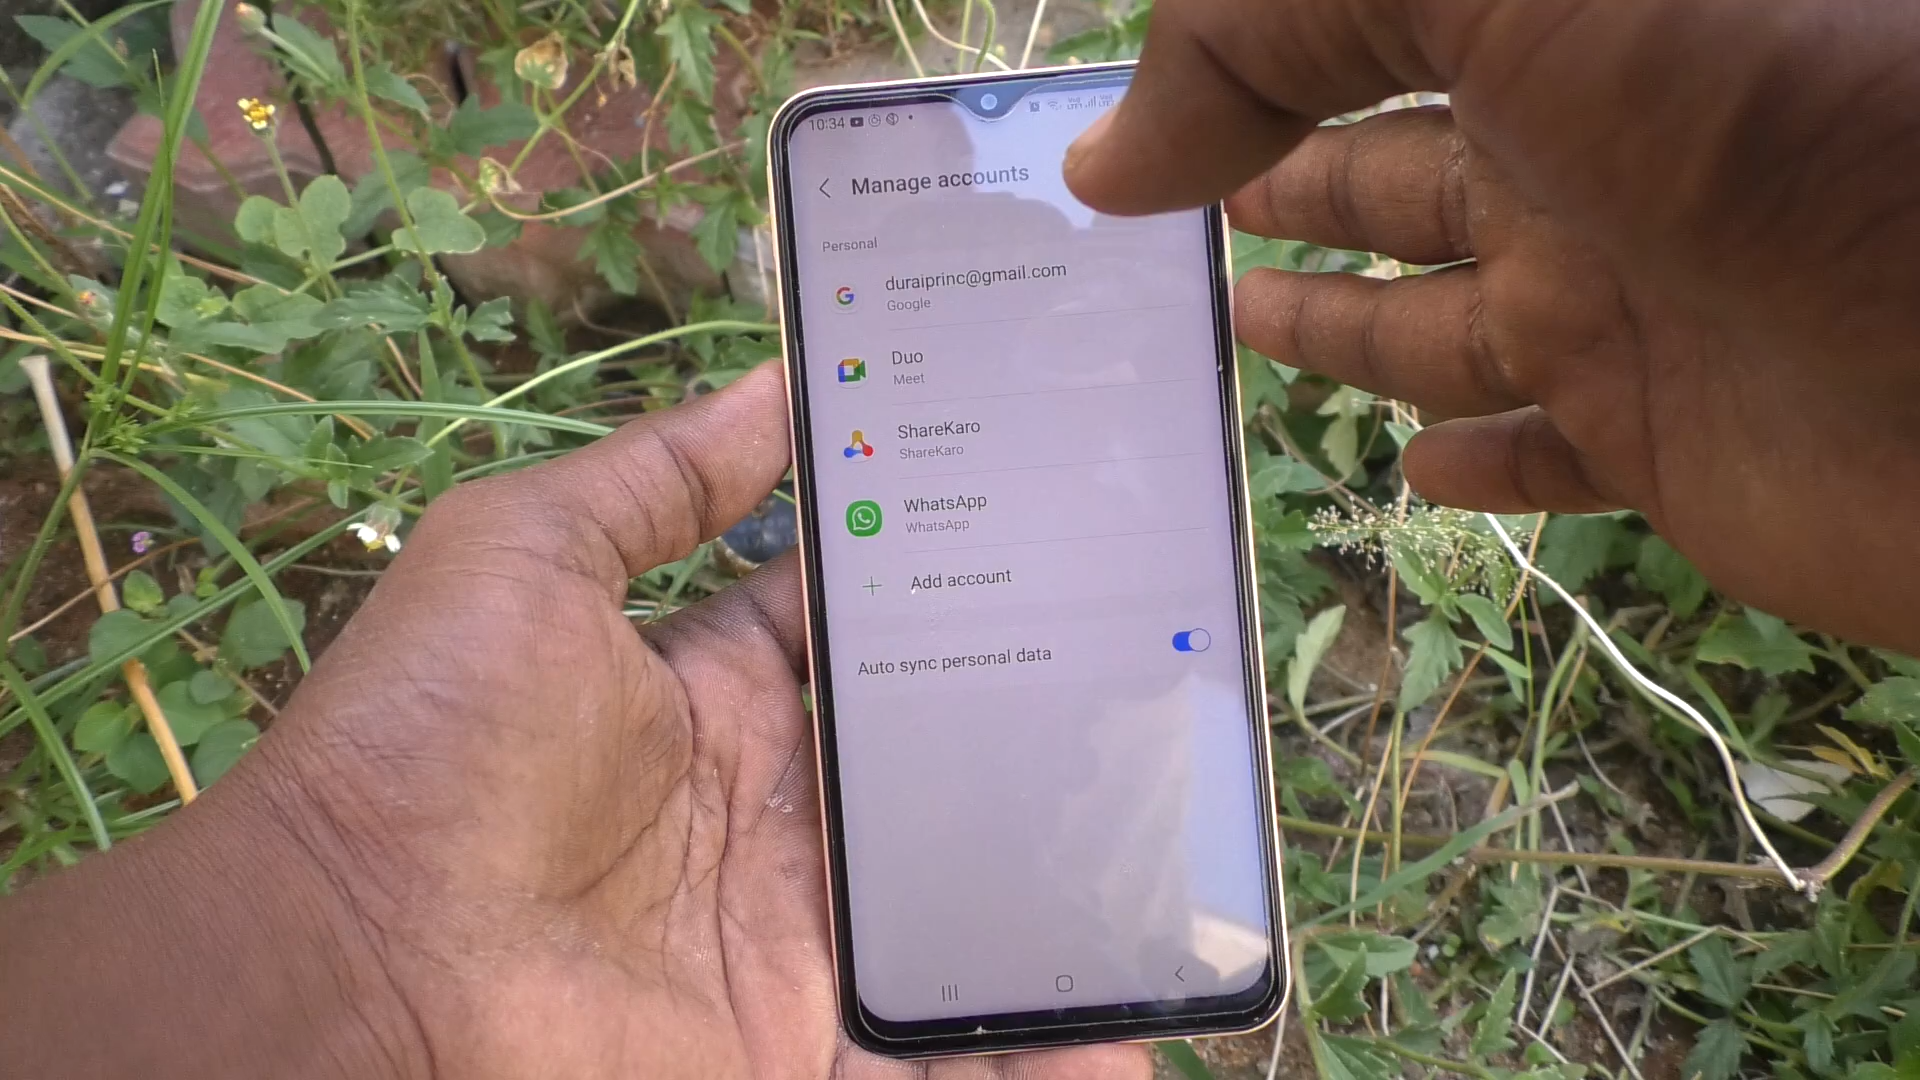 10:34
Manage accounts
Personal
duraiprinc@gmail.com
Google
Duo
Meet
ShareKaro
ShareKaro
WhatsApp
WhatsApp
Add account
Auto sync personal data